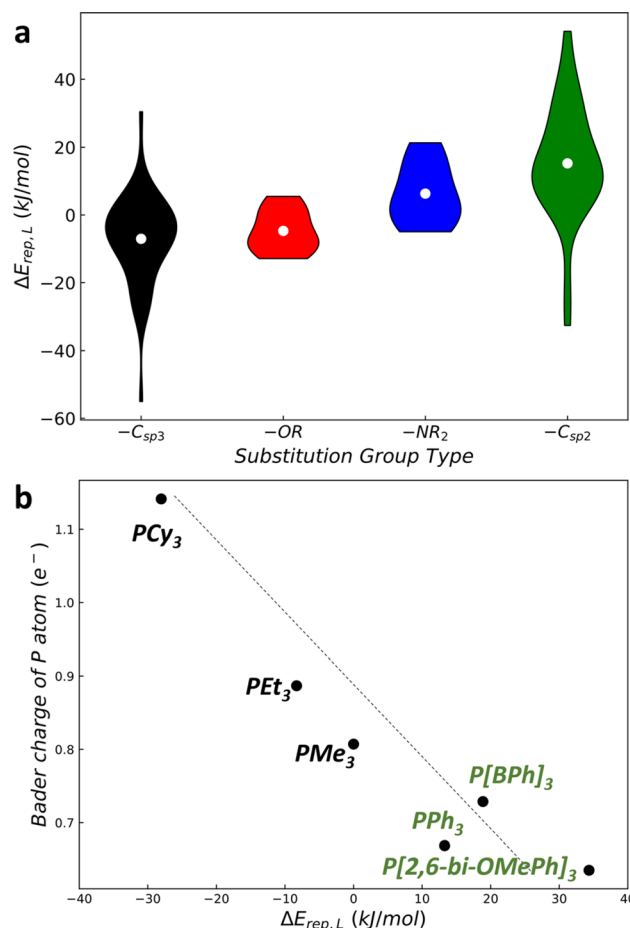 a
ΔE_rep,L (kJ/mol)
40
20
0
−20
−40
−60
−C_sp3
−OR
−NR_2
−C_sp2
Substitution Group Type
b
Bader charge of P atom (e^−)
1.1
1.0
0.9
0.8
0.7
PCy_3
PEt_3
PMe_3
P[BPh]_3
PPh_3
P[2,6-bi-OMePh]_3
−40
−30
−20
−10
0
10
20
30
40
ΔE_rep,L (kJ/mol)